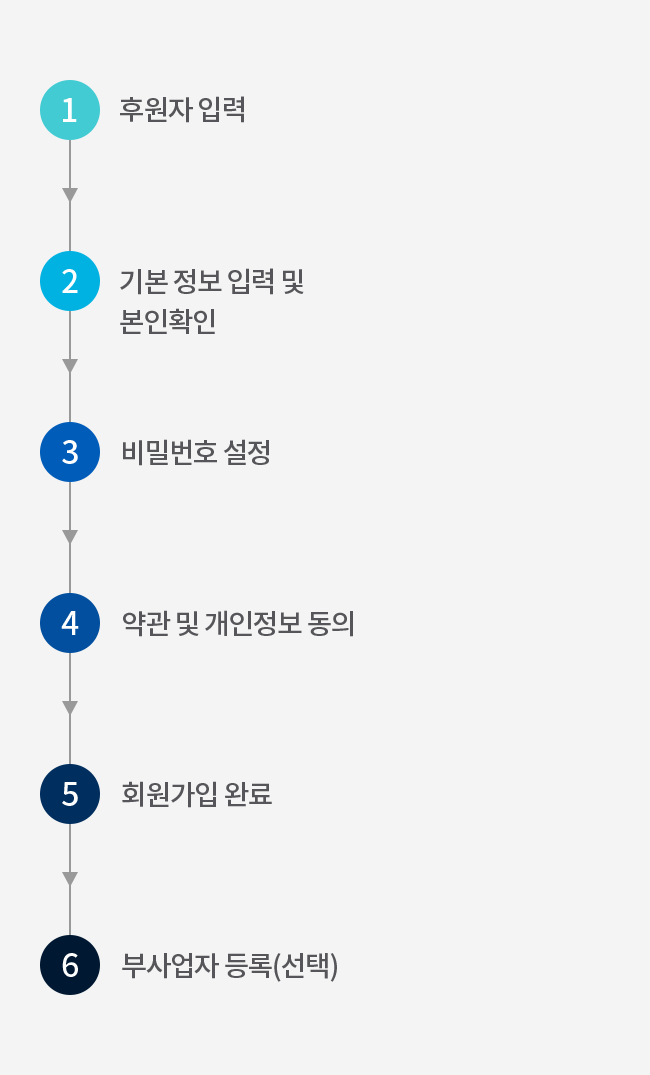 1 후원자 입력
2 기본 정보 입력 및
본인확인
3 비밀번호 설정
4 약관 및 개인정보 동의
5 회원가입 완료
6 부사업자 등록(선택)